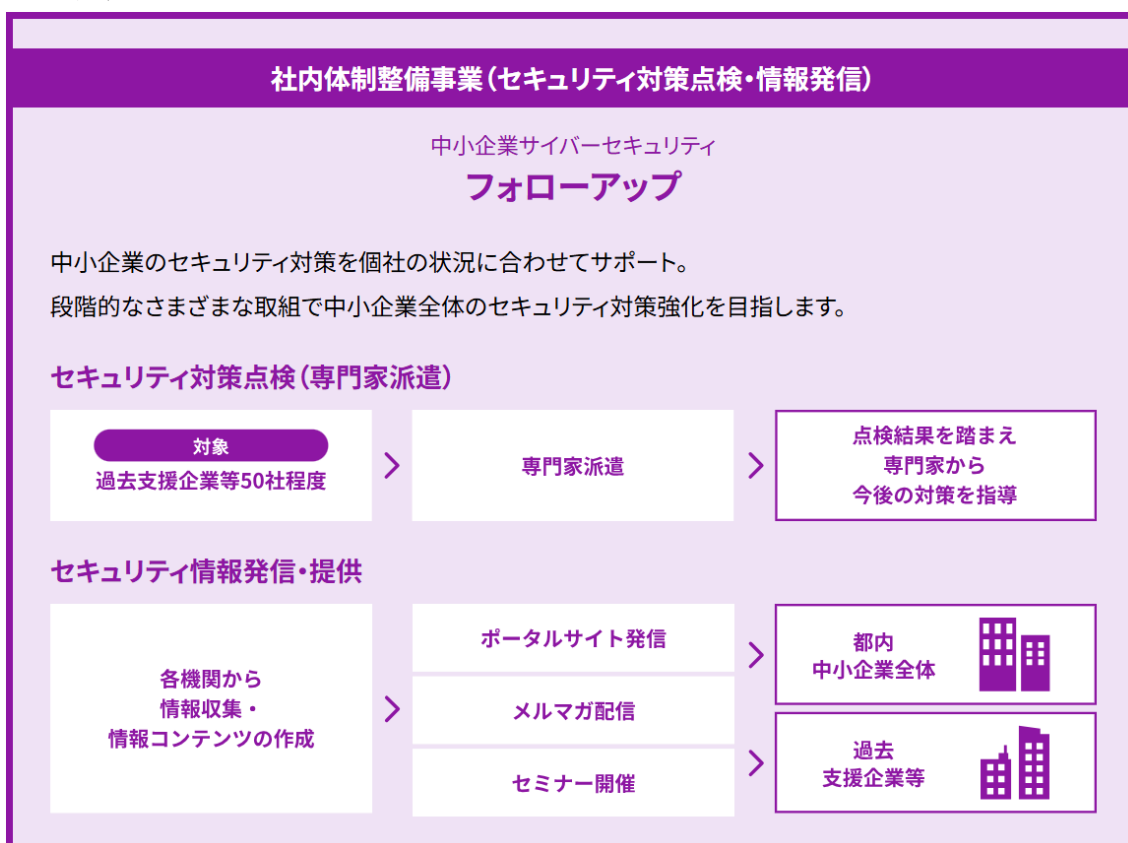 社内体制整備事業（セキュリティ対策点検・情報発信）
中小企業サイバーセキュリティ
フォローアップ
中小企業のセキュリティ対策を個社の状況に合わせてサポート。
段階的なさまざまな取組で中小企業全体のセキュリティ対策強化を目指します。
セキュリティ対策点検（専門家派遣）
対象
過去支援企業等50社程度
専門家派遣
点検結果を踏まえ
専門家から
今後の対策を指導
セキュリティ情報発信・提供
各機関から
情報収集・
情報コンテンツの作成
ポータルサイト発信
メルマガ配信
セミナー開催
都内
中小企業全体
過去
支援企業等